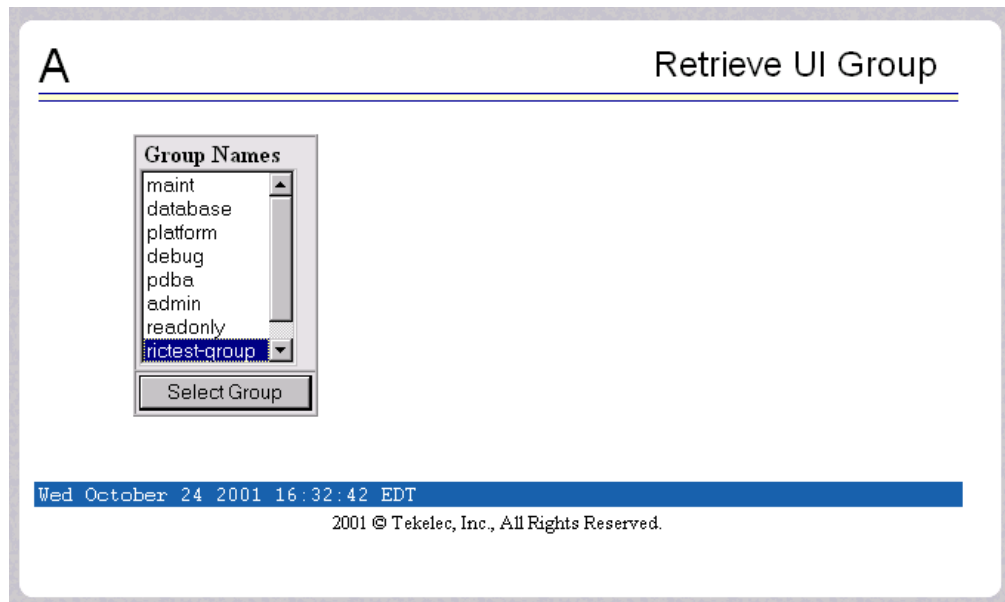 A
Retrieve UI Group
Group Names
maint
database
platform
debug
pdba
admin
readonly
rictest-group
Select Group
Wed October 24 2001 16:32:42 EDT
2001 © Tekelec, Inc., All Rights Reserved.